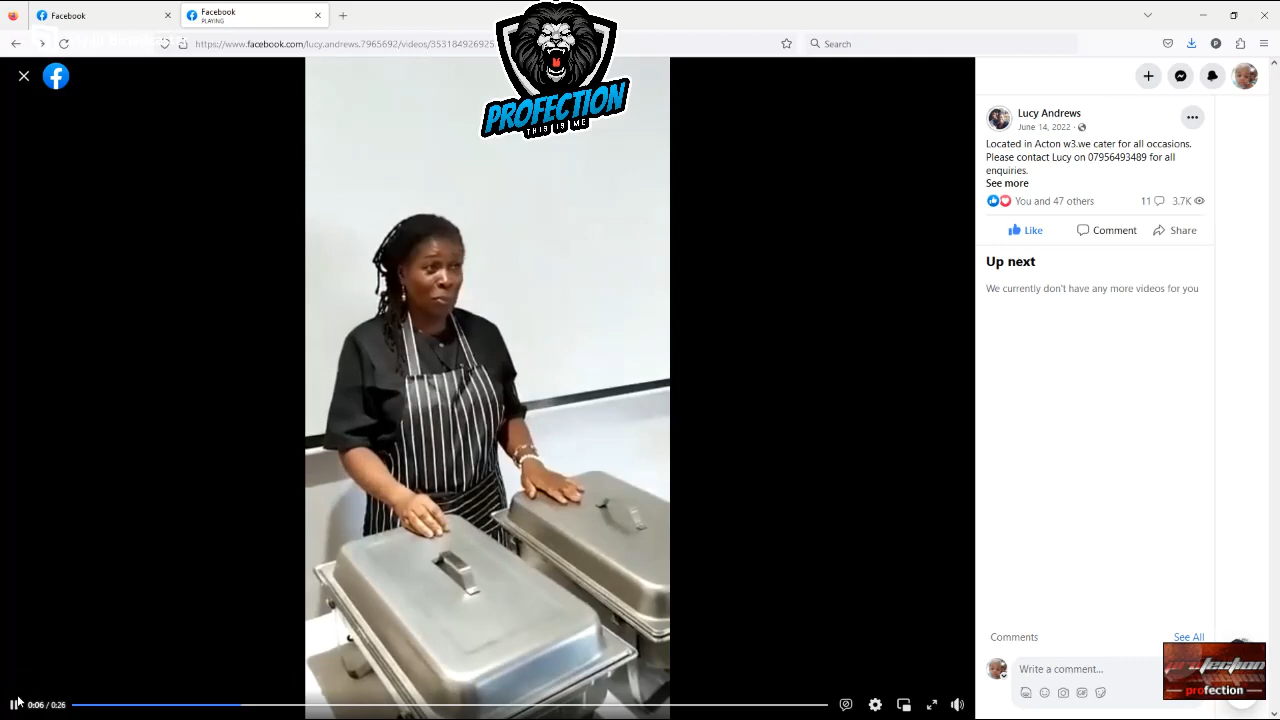 Facebook
Facebook
PLAYING
https://www.facebook.com/lucy.andrews.7965692/videos/353184926925
Search
PROFECTION
THIS IS ME
Lucy Andrews
June 14, 2022 ·
Located in Acton w3.we cater for all occasions.
Please contact Lucy on 07956493489 for all
enquiries.
See more
You and 47 others
11
3.7K
Like
Comment
Share
Up next
We currently don't have any more videos for you
Comments
See All
Write a comment...
GIF
profection
profection
0:06 / 0:26